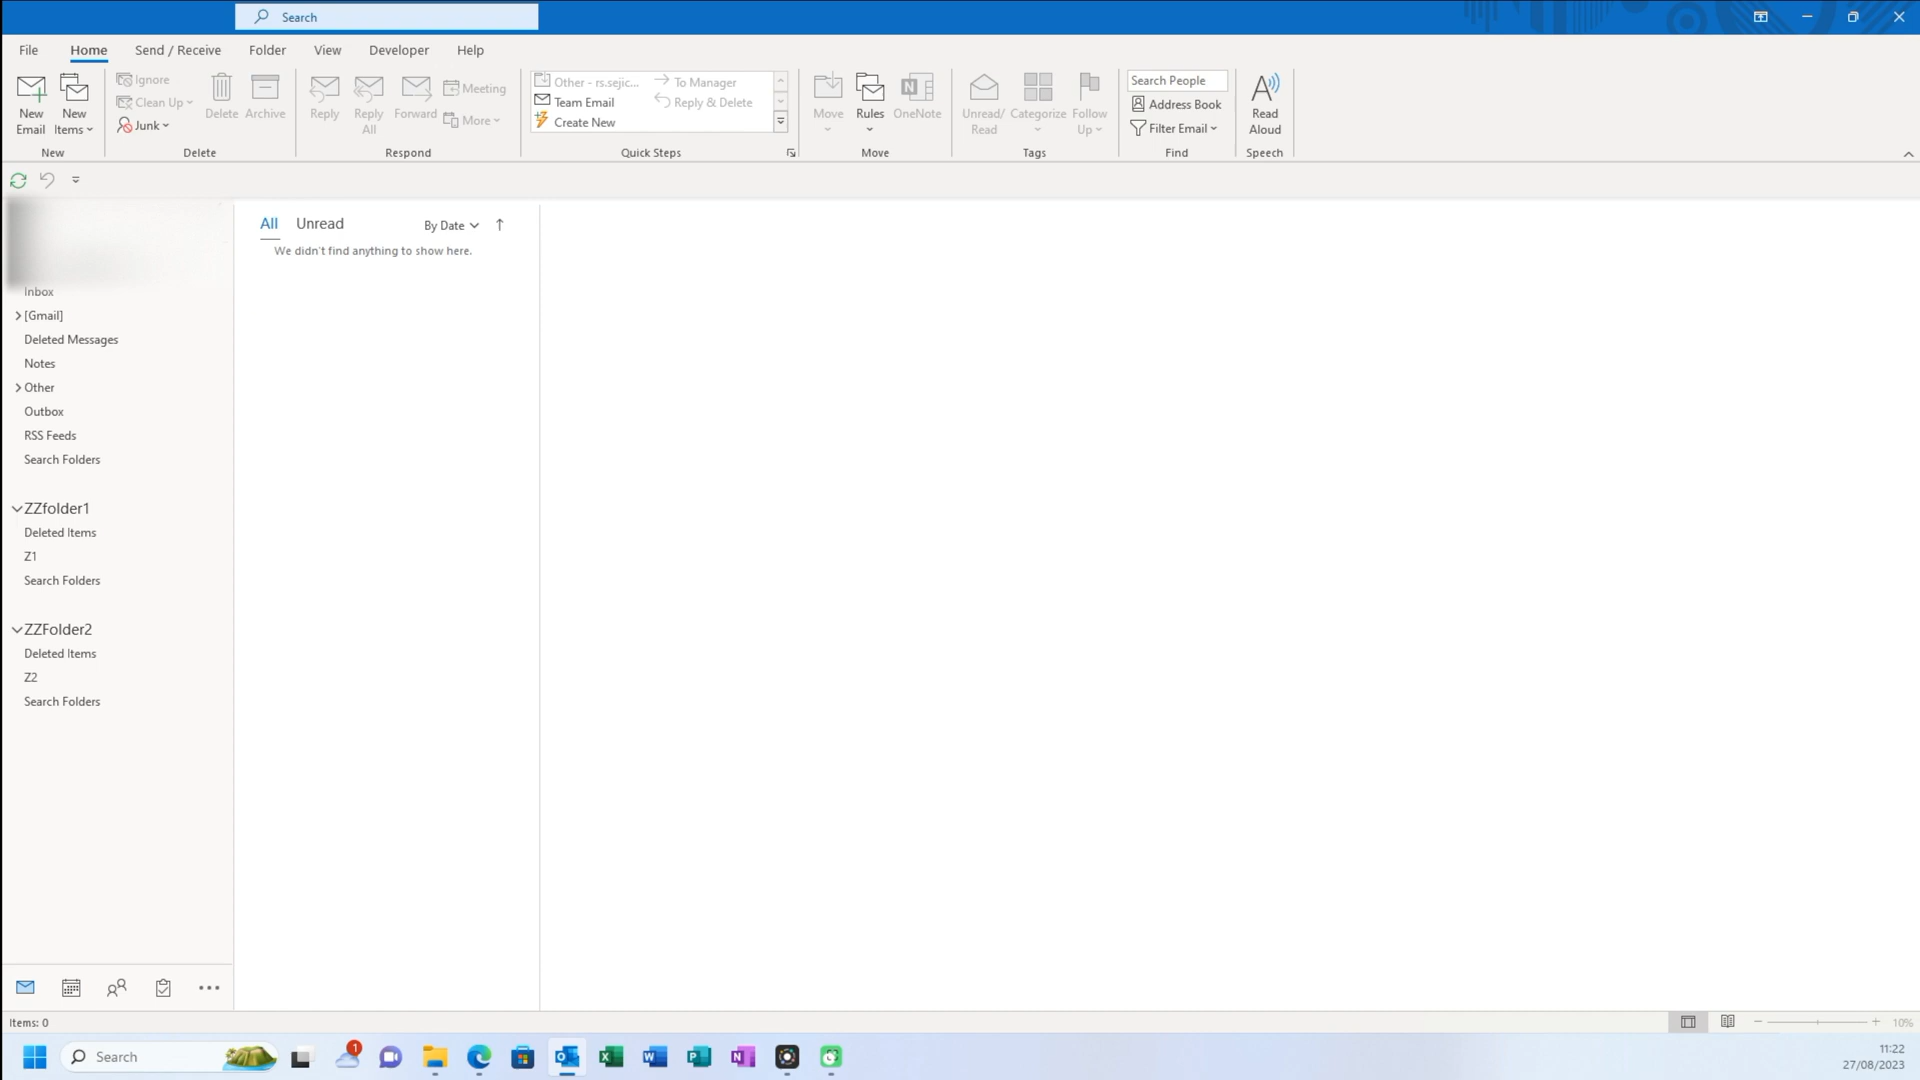 Search
File Home Send / Receive Folder View Developer Help
New Email
New Items
New
Ignore
Clean Up
Junk
Delete
Archive
Delete
Reply
Reply All
Forward
Meeting
More
Respond
Other - rs.sejic...
To Manager
Team Email
Reply & Delete
Create New
Quick Steps
Move
Rules
OneNote
Move
Unread/ Read
Categorize
Follow Up
Tags
Search People
Address Book
Filter Email
Find
Read Aloud
Speech
Inbox
[Gmail]
Deleted Messages
Notes
Other
Outbox
RSS Feeds
Search Folders
ZZfolder1
Deleted Items
Z1
Search Folders
ZZFolder2
Deleted Items
Z2
Search Folders
All Unread By Date
We didn't find anything to show here.
Items: 0
10%
Search
1
11:22
27/08/2023